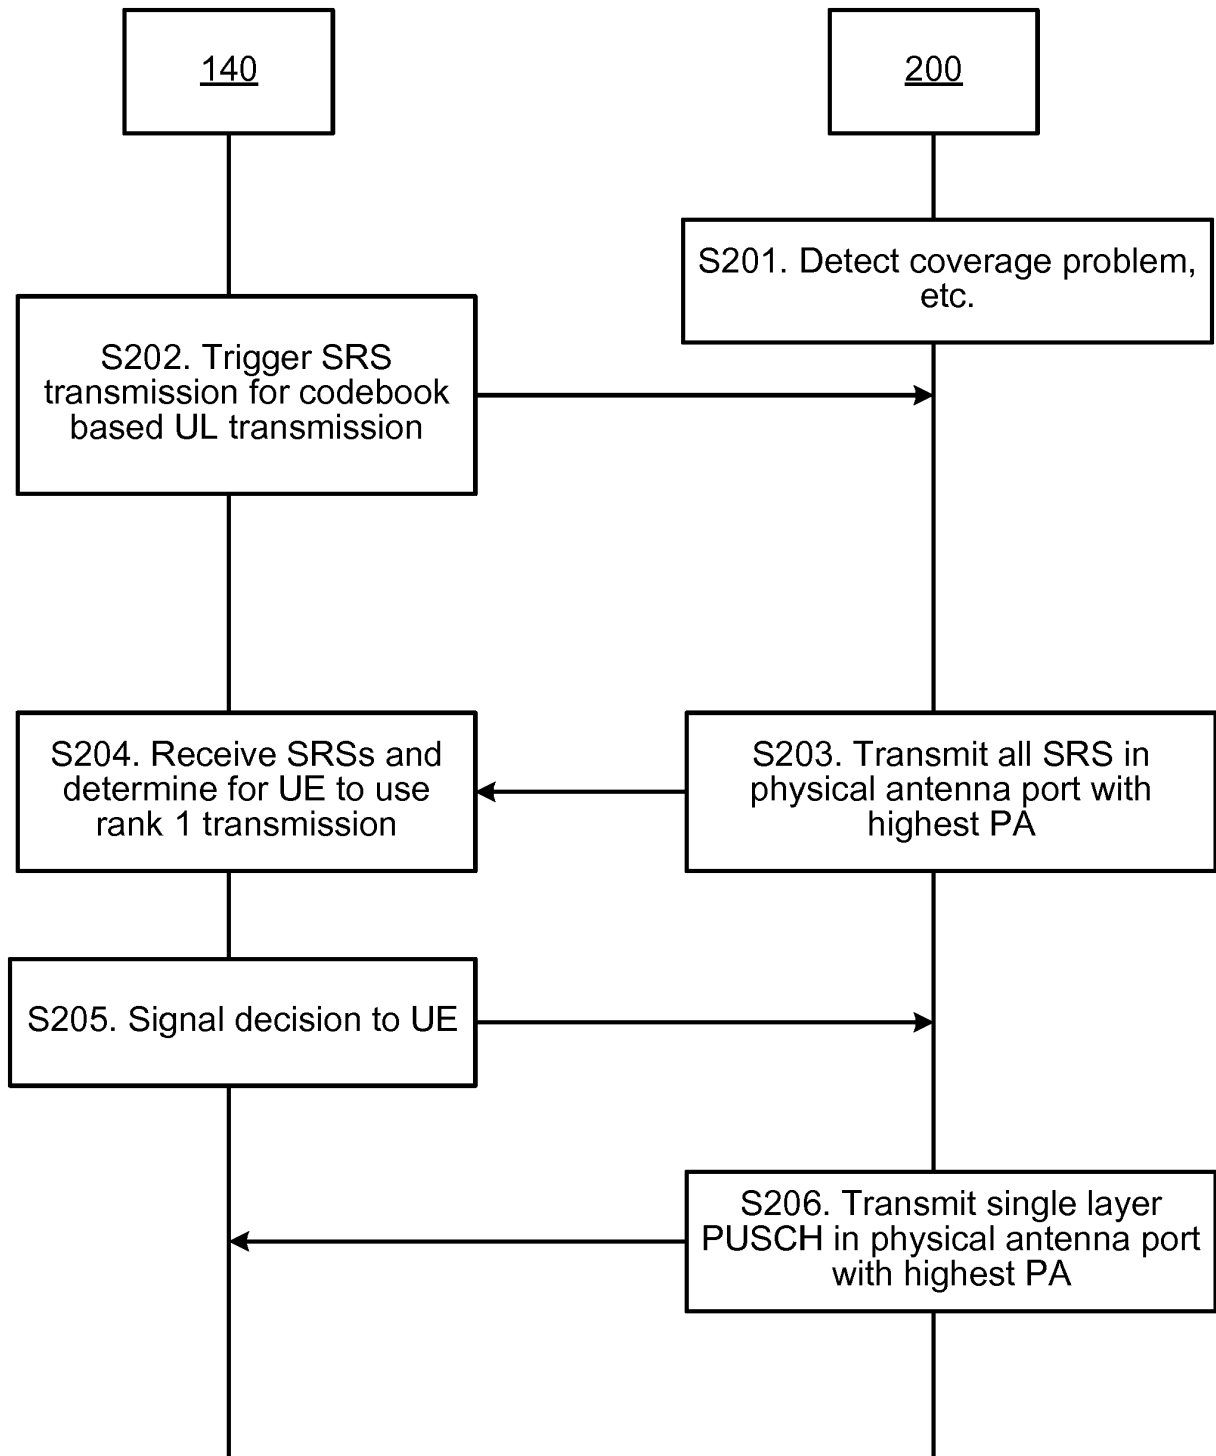 140
200
S201. Detect coverage problem,
etc.
S202. Trigger SRS
transmission for codebook
based UL transmission
S204. Receive SRSs and
determine for UE to use
rank 1 transmission
S203. Transmit all SRS in
physical antenna port with
highest PA
S205. Signal decision to UE
S206. Transmit single layer
PUSCH in physical antenna port
with highest PA